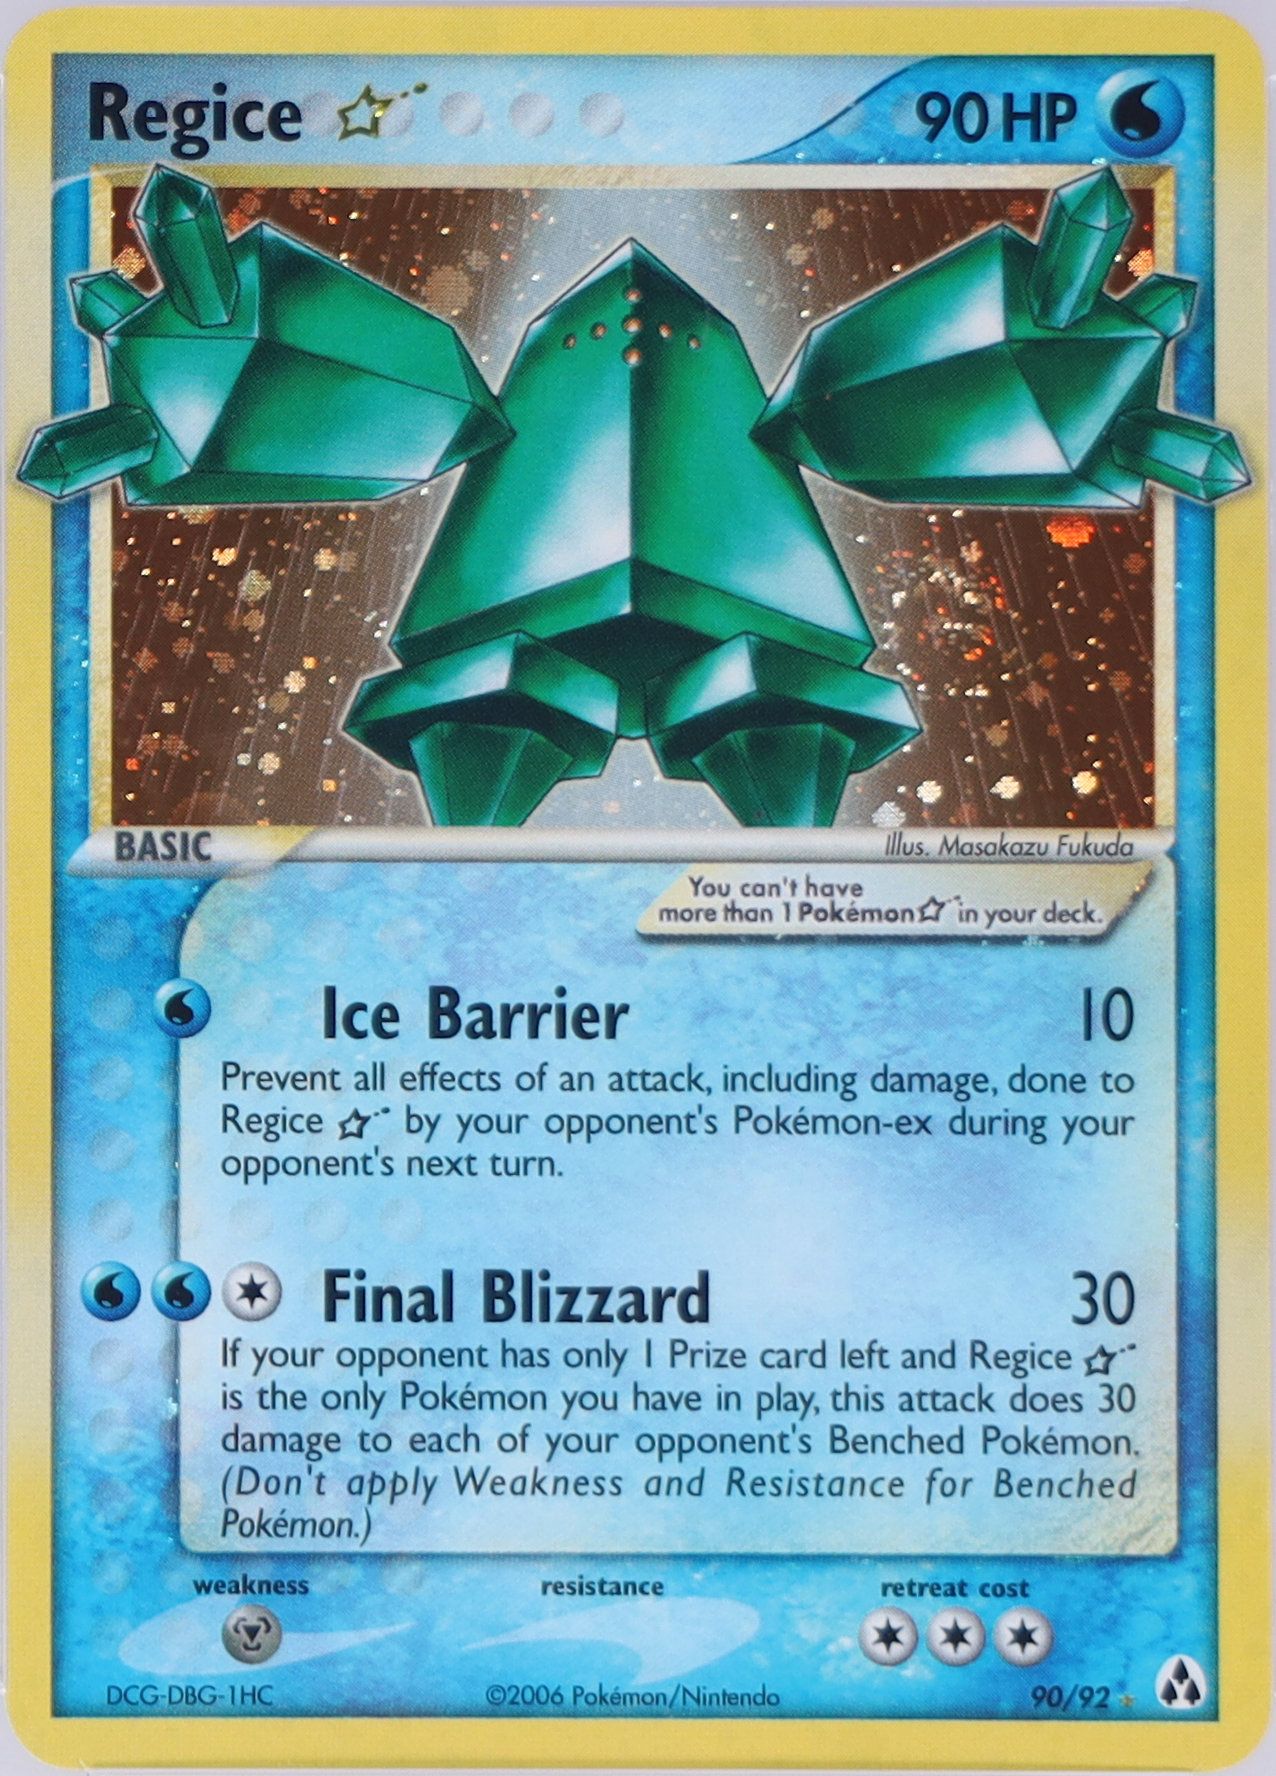 Regice ☆ 90 HP
BASIC
Illus. Masakazu Fukuda
You can't have
more than 1 Pokémon☆ in your deck.
Ice Barrier 10
Prevent all effects of an attack, including damage, done to
Regice ☆ by your opponent's Pokémon-ex during your
opponent's next turn.
Final Blizzard 30
If your opponent has only 1 Prize card left and Regice ☆
is the only Pokémon you have in play, this attack does 30
damage to each of your opponent's Benched Pokémon.
(Don't apply Weakness and Resistance for Benched
Pokémon.)
weakness resistance retreat cost
DCG-DBG-1HC ©2006 Pokémon/Nintendo 90/92 ★